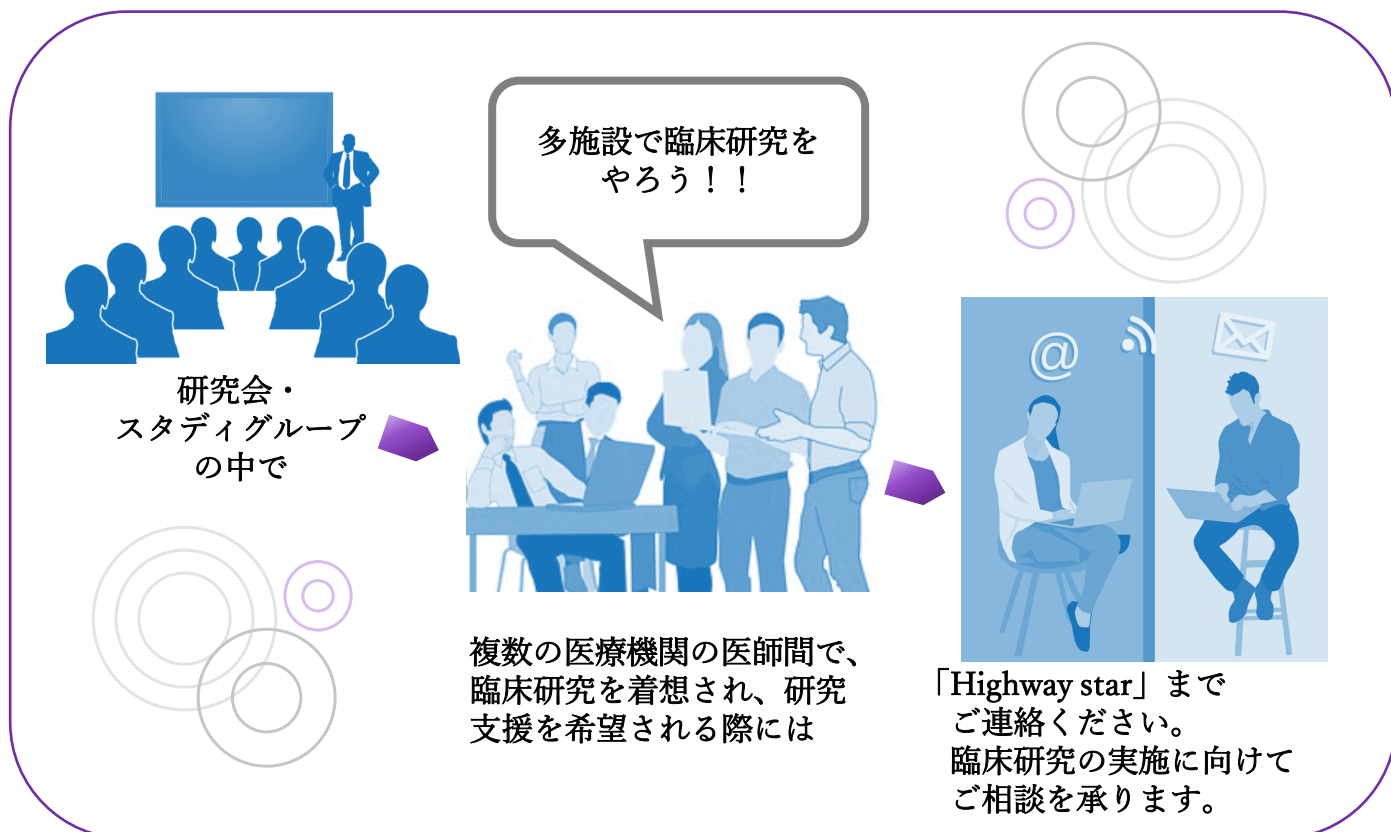 多施設で臨床研究を
やろう！！
研究会・
スタディグループ
の中で
複数の医療機関の医師間で、
臨床研究を着想され、研究
支援を希望される際には
「Highway star」まで
ご連絡ください。
臨床研究の実施に向けて
ご相談を承ります。